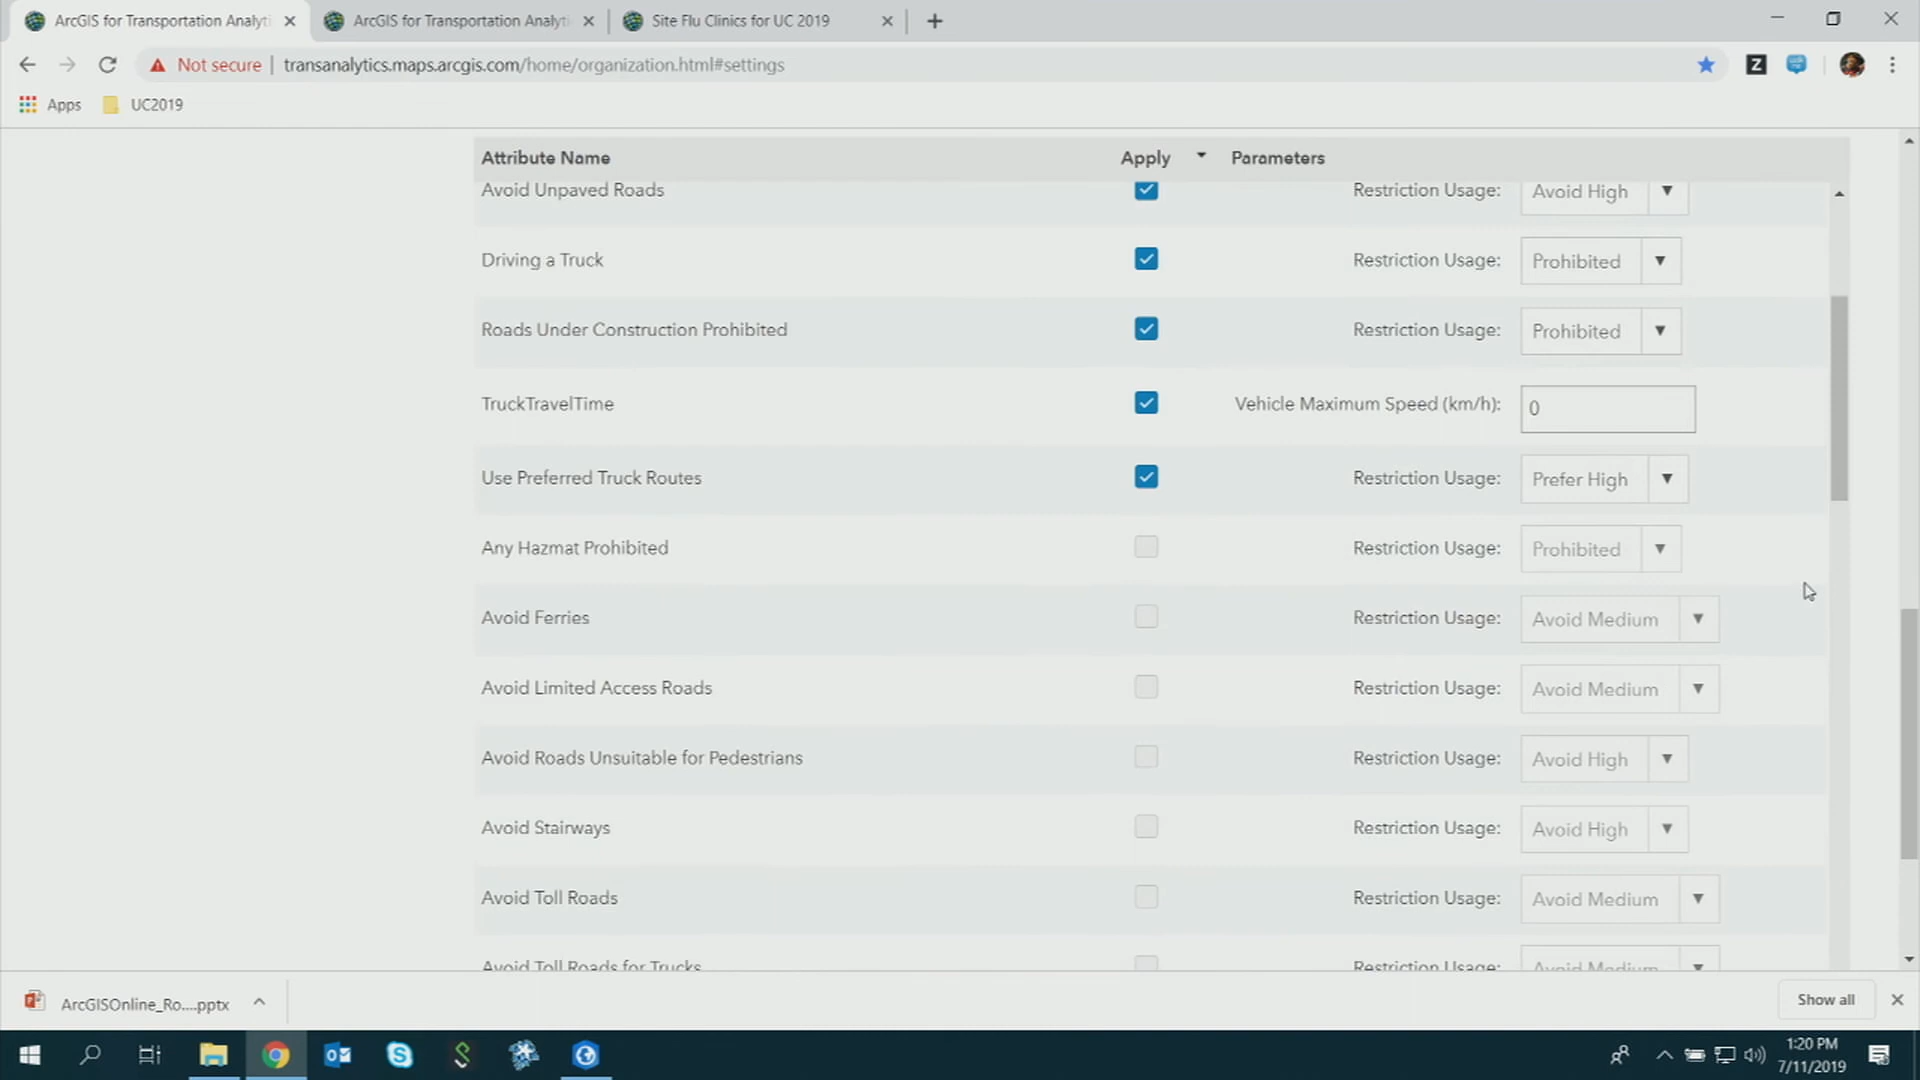 ArcGIS for Transportation Analyti
ArcGIS for Transportation Analyti
Site Flu Clinics for UC 2019
Not secure
transanalytics.maps.arcgis.com/home/organization.html#settings
Apps
UC2019
Attribute Name Apply Parameters
Avoid Unpaved Roads Restriction Usage: Avoid High
Driving a Truck Restriction Usage: Prohibited
Roads Under Construction Prohibited Restriction Usage: Prohibited
TruckTravelTime Vehicle Maximum Speed (km/h): 0
Use Preferred Truck Routes Restriction Usage: Prefer High
Any Hazmat Prohibited Restriction Usage: Prohibited
Avoid Ferries Restriction Usage: Avoid Medium
Avoid Limited Access Roads Restriction Usage: Avoid Medium
Avoid Roads Unsuitable for Pedestrians Restriction Usage: Avoid High
Avoid Stairways Restriction Usage: Avoid High
Avoid Toll Roads Restriction Usage: Avoid Medium
Avoid Toll Roads for Trucks Restriction Usage: Avoid Medium
ArcGISOnline_Ro....pptx
Show all
1:20 PM
7/11/2019